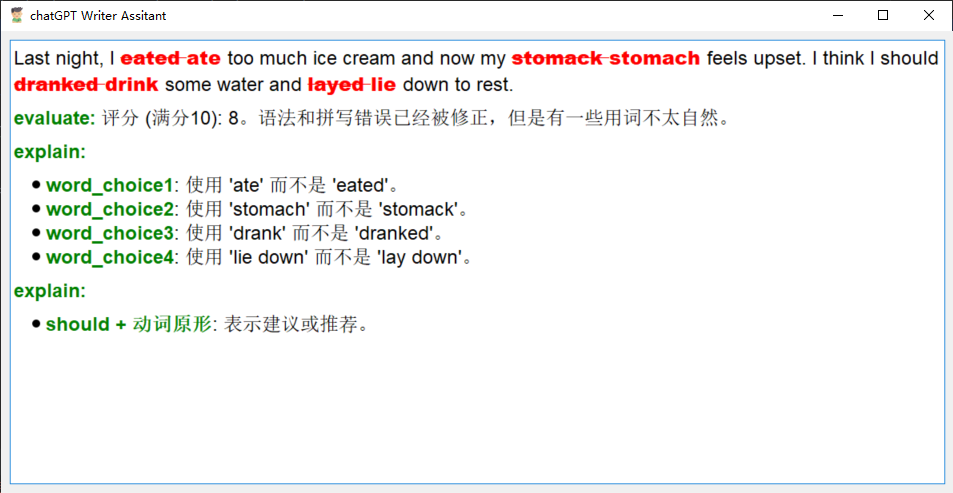 chatGPT Writer Assitant
Last night, I eated ate too much ice cream and now my stomack stomach feels upset. I think I should
dranked drink some water and layed lie down to rest.
evaluate: 评分 (满分10): 8。语法和拼写错误已经被修正，但是有一些用词不太自然。
explain:
word_choice1: 使用 'ate' 而不是 'eated'。
word_choice2: 使用 'stomach' 而不是 'stomack'。
word_choice3: 使用 'drank' 而不是 'dranked'。
word_choice4: 使用 'lie down' 而不是 'lay down'。
explain:
should + 动词原形: 表示建议或推荐。